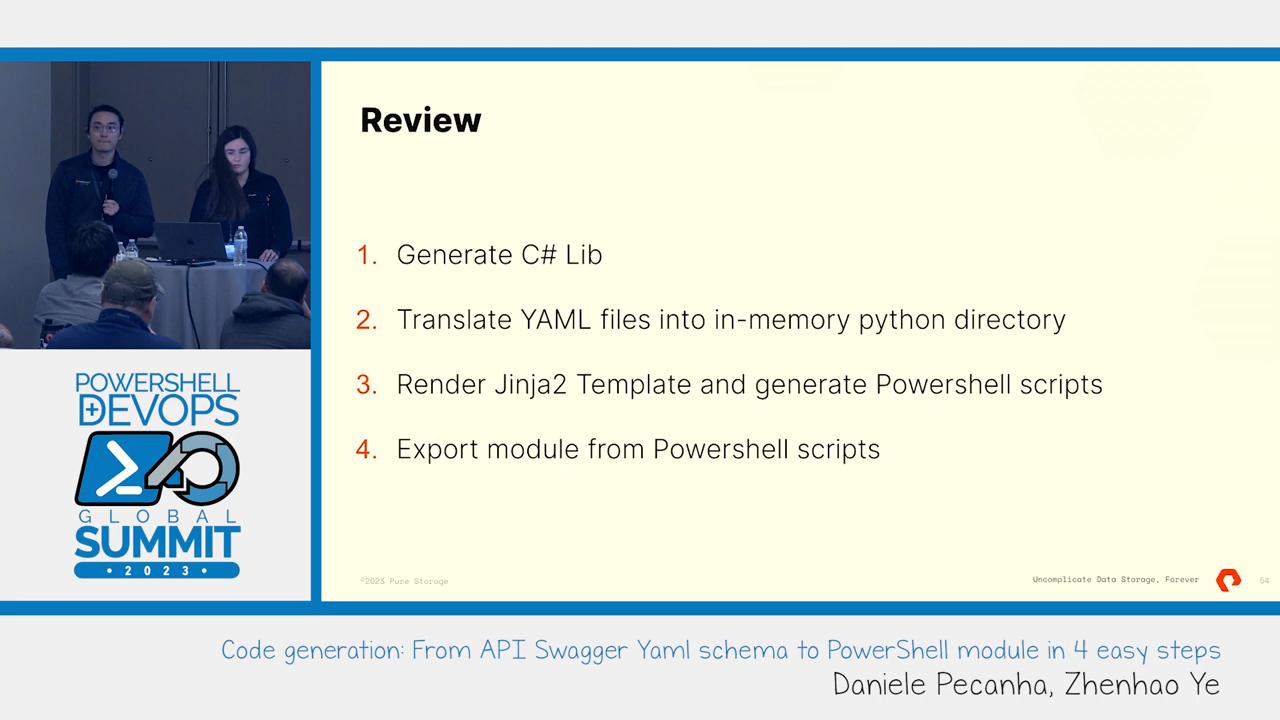 Review
1. Generate C# Lib
2. Translate YAML files into in-memory python directory
3. Render Jinja2 Template and generate Powershell scripts
4. Export module from Powershell scripts
©2023 Pure Storage
Uncomplicate Data Storage, Forever
54
POWERSHELL
+DEVOPS
GLOBAL
SUMMIT
• 2023 •
Code generation: From API Swagger Yaml schema to PowerShell module in 4 easy steps
Daniele Pecanha, Zhenhao Ye